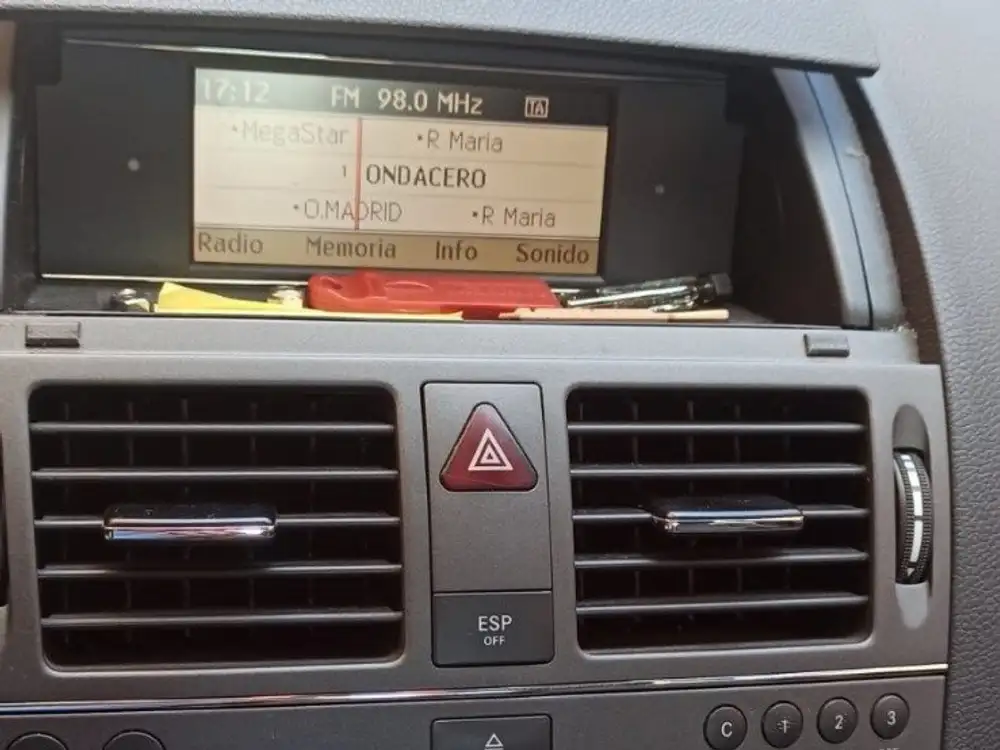 17:12 FM 98.0 MHz TA
•MegaStar •R Maria
1 ONDACERO
•O.MADRID •R Maria
Radio Memoria Info Sonido
ESP
OFF
C 1 2 3